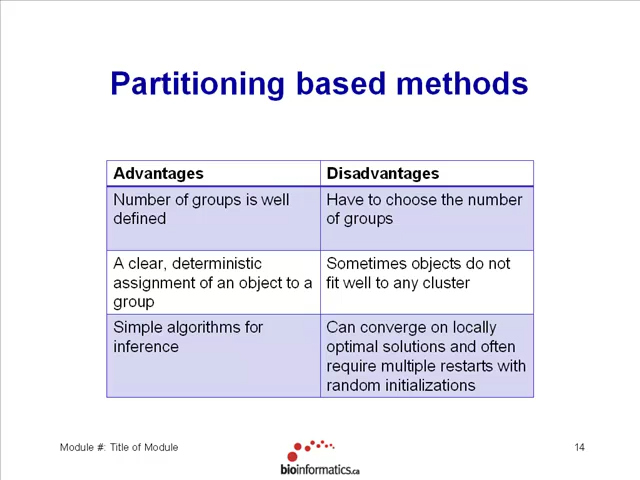 Partitioning based methods
Advantages
Disadvantages
Number of groups is well
defined
Have to choose the number
of groups
A clear, deterministic
assignment of an object to a
group
Sometimes objects do not
fit well to any cluster
Simple algorithms for
inference
Can converge on locally
optimal solutions and often
require multiple restarts with
random initializations
Module #: Title of Module
bioinformatics.ca
14